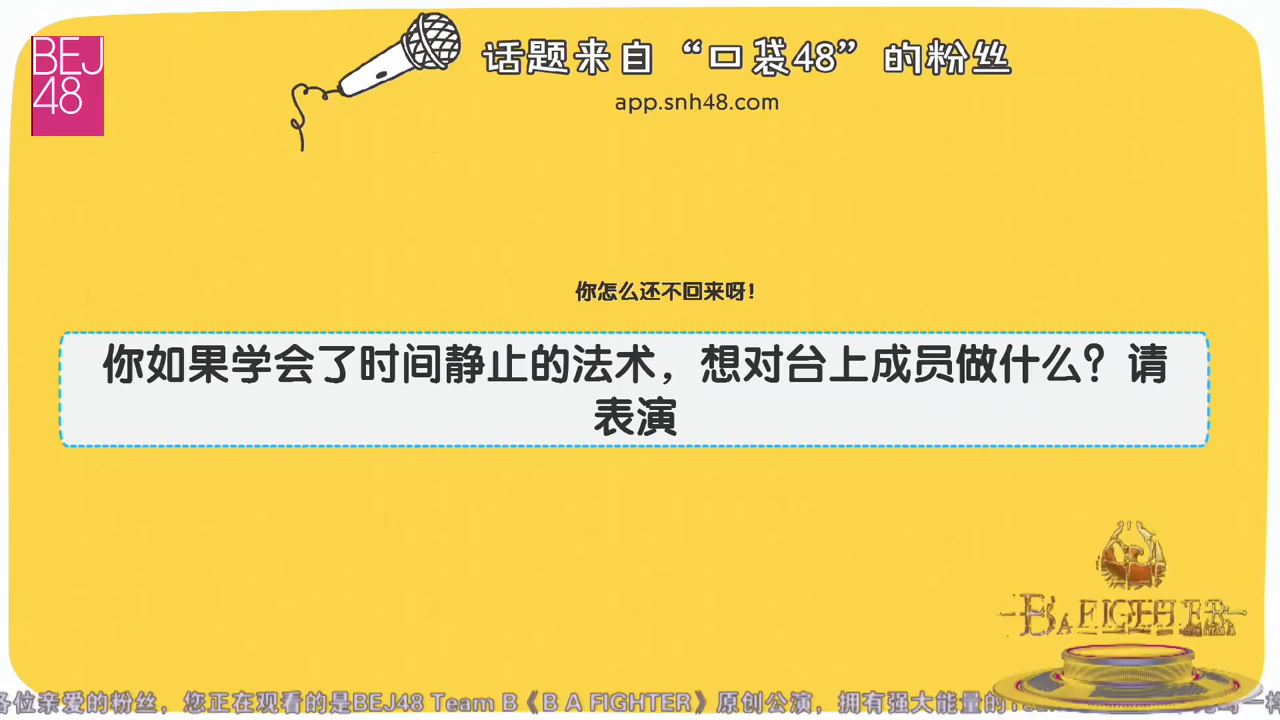 BEJ
48
话题来自“口袋48”的粉丝
app.snh48.com
你怎么还不回来呀！
你如果学会了时间静止的法术，想对台上成员做什么？请
表演
B A FIGHTER
各位亲爱的粉丝，您正在观看的是BEJ48 Team B《B A FIGHTER》原创公演，拥有强大能量的